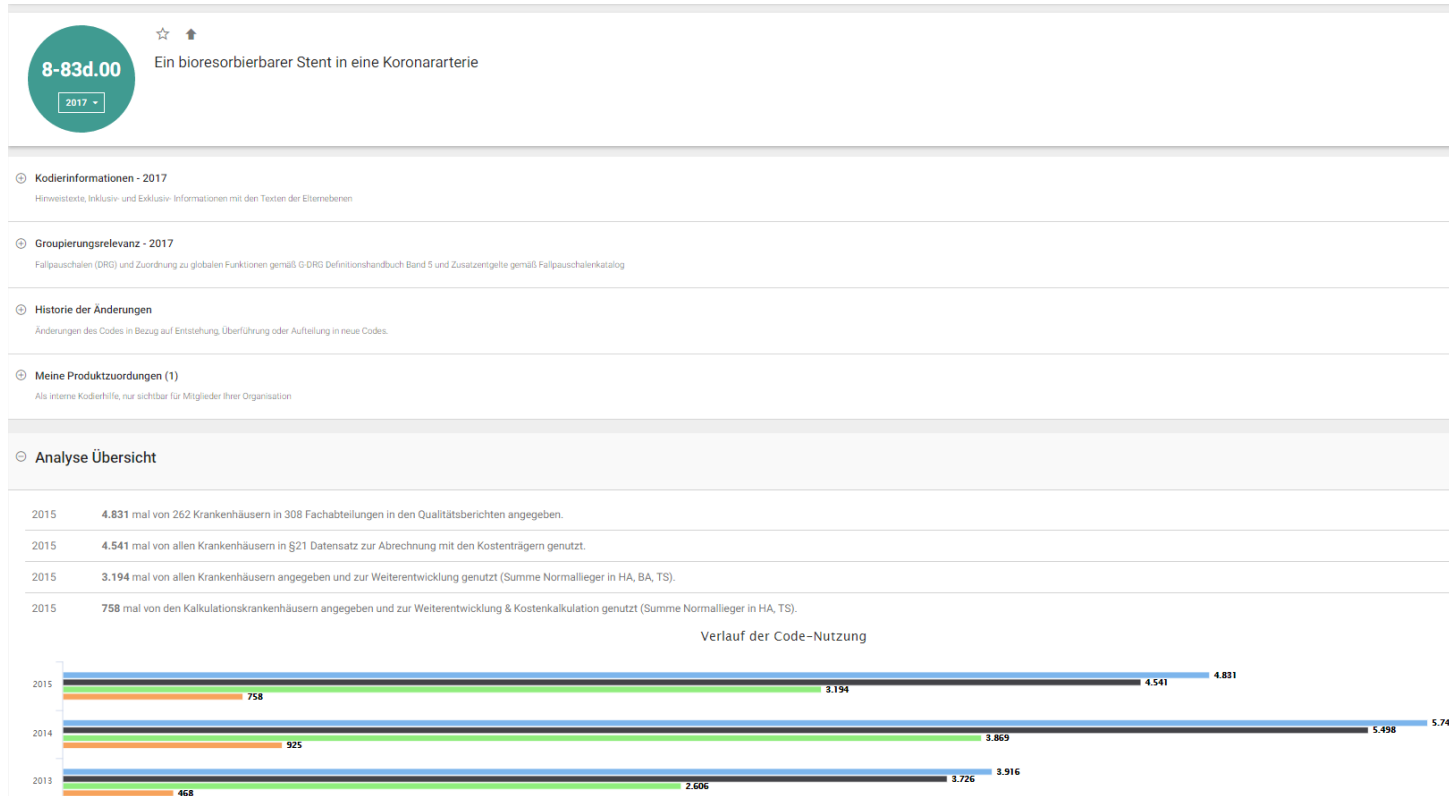 8-83d.00
2017
Ein bioresorbierbarer Stent in eine Koronararterie
Kodierinformationen - 2017
Hinweistexte, Inklusiv- und Exklusiv- Informationen mit den Texten der Elternebenen
Groupierungsrelevanz - 2017
Fallpauschalen (DRG) und Zuordnung zu globalen Funktionen gemäß G-DRG Definitionshandbuch Band 5 und Zusatzentgelte gemäß Fallpauschalenkatalog
Historie der Änderungen
Änderungen des Codes in Bezug auf Entstehung, Überführung oder Aufteilung in neue Codes.
Meine Produktzuordungen (1)
Als interne Kodierhilfe, nur sichtbar für Mitglieder Ihrer Organisation
Analyse Übersicht
2015 4.831 mal von 262 Krankenhäusern in 308 Fachabteilungen in den Qualitätsberichten angegeben.
2015 4.541 mal von allen Krankenhäusern in §21 Datensatz zur Abrechnung mit den Kostenträgern genutzt.
2015 3.194 mal von allen Krankenhäusern angegeben und zur Weiterentwicklung genutzt (Summe Normallieger in HA, BA, TS).
2015 758 mal von den Kalkulationskrankenhäusern angegeben und zur Weiterentwicklung & Kostenkalkulation genutzt (Summe Normallieger in HA, TS).
Verlauf der Code-Nutzung
4.831
2015 4.541
3.194
758
5.74
2014 5.498
3.869
925
3.916
2013 3.726
2.606
468